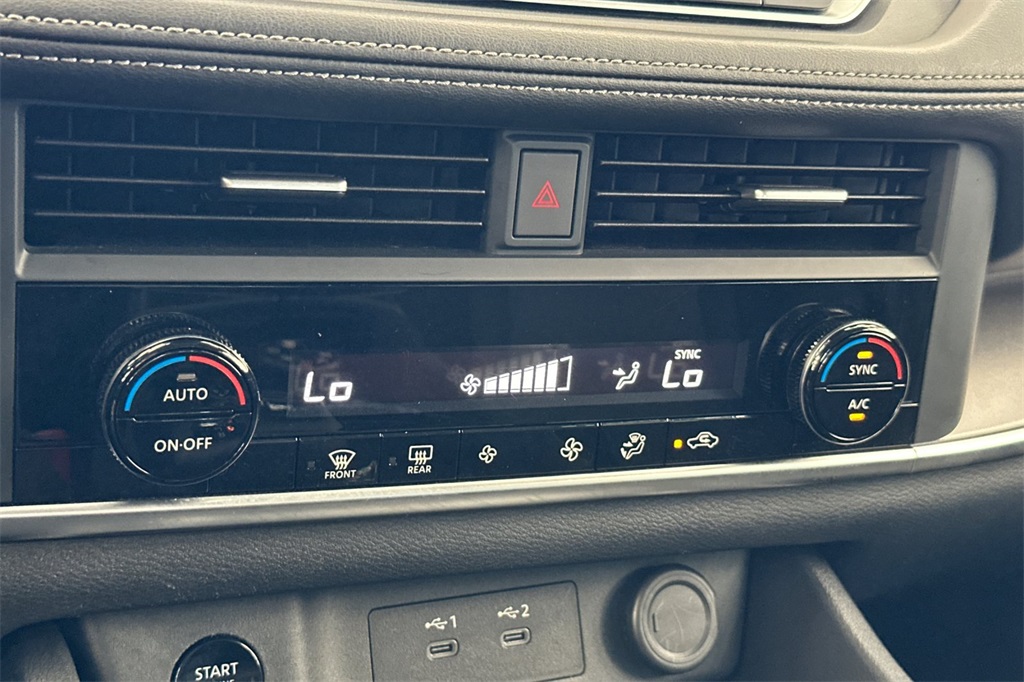 Lo
SYNC
Lo
AUTO
ON·OFF
SYNC
A/C
FRONT
REAR
1
2
START